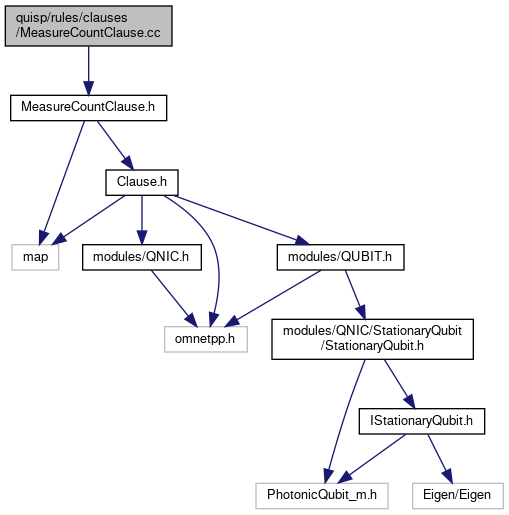 quisp/rules/clauses
/MeasureCountClause.cc
MeasureCountClause.h
Clause.h
map
modules/QNIC.h
modules/QUBIT.h
omnetpp.h
modules/QNIC/StationaryQubit
/StationaryQubit.h
IStationaryQubit.h
PhotonicQubit_m.h
Eigen/Eigen